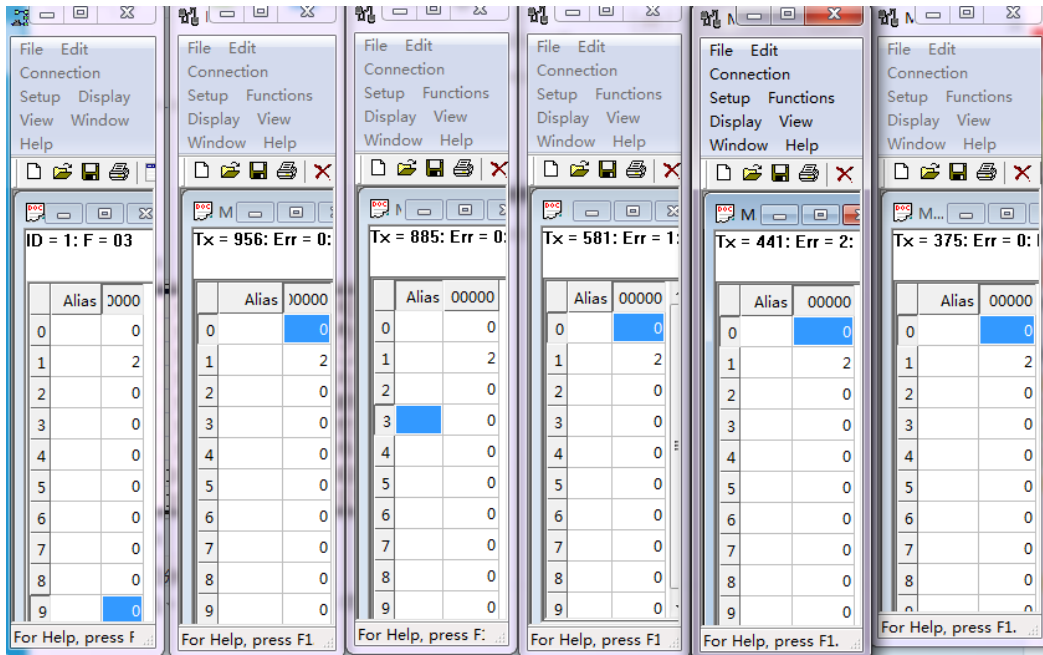 File Edit
Connection
Setup Display
View Window
Help
ID = 1: F = 03
Alias 0000
0 0
1 2
2 0
3 0
4 0
5 0
6 0
7 0
8 0
9 0
For Help, press F
File Edit
Connection
Setup Functions
Display View
Window Help
M
Tx = 956: Err = 0:
Alias 00000
0 0
1 2
2 0
3 0
4 0
5 0
6 0
7 0
8 0
9 0
For Help, press F1
File Edit
Connection
Setup Functions
Display View
Window Help
Tx = 885: Err = 0:
Alias 00000
0 0
1 2
2 0
3 0
4 0
5 0
6 0
7 0
8 0
9 0
For Help, press F
File Edit
Connection
Setup Functions
Display View
Window Help
Tx = 581: Err = 1:
Alias 00000
0 0
1 2
2 0
3 0
4 0
5 0
6 0
7 0
8 0
9 0
For Help, press F1
File Edit
Connection
Setup Functions
Display View
Window Help
M
Tx = 441: Err = 2:
Alias 00000
0 0
1 2
2 0
3 0
4 0
5 0
6 0
7 0
8 0
9 0
For Help, press F1.
File Edit
Connection
Setup Functions
Display View
Window Help
M...
Tx = 375: Err = 0:
Alias 00000
0 0
1 2
2 0
3 0
4 0
5 0
6 0
7 0
8 0
9 0
For Help, press F1.